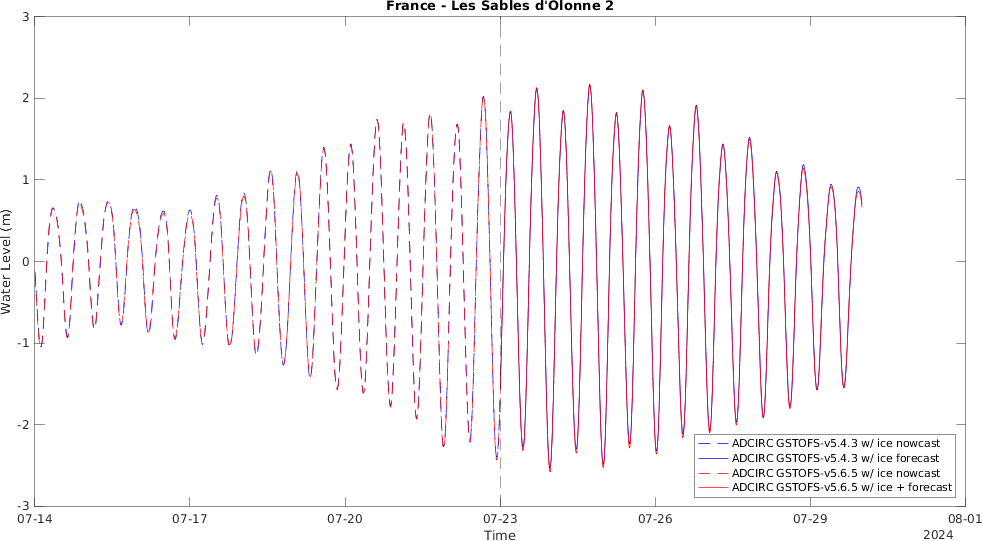 France - Les Sables d'Olonne 2
3
2
1
0
-1
-2
-3
Water Level (m)
ADCIRC GSTOFS-v5.4.3 w/ ice nowcast
ADCIRC GSTOFS-v5.4.3 w/ ice forecast
ADCIRC GSTOFS-v5.6.5 w/ ice nowcast
ADCIRC GSTOFS-v5.6.5 w/ ice + forecast
07-14 07-17 07-20 07-23 07-26 07-29 08-01
Time
2024